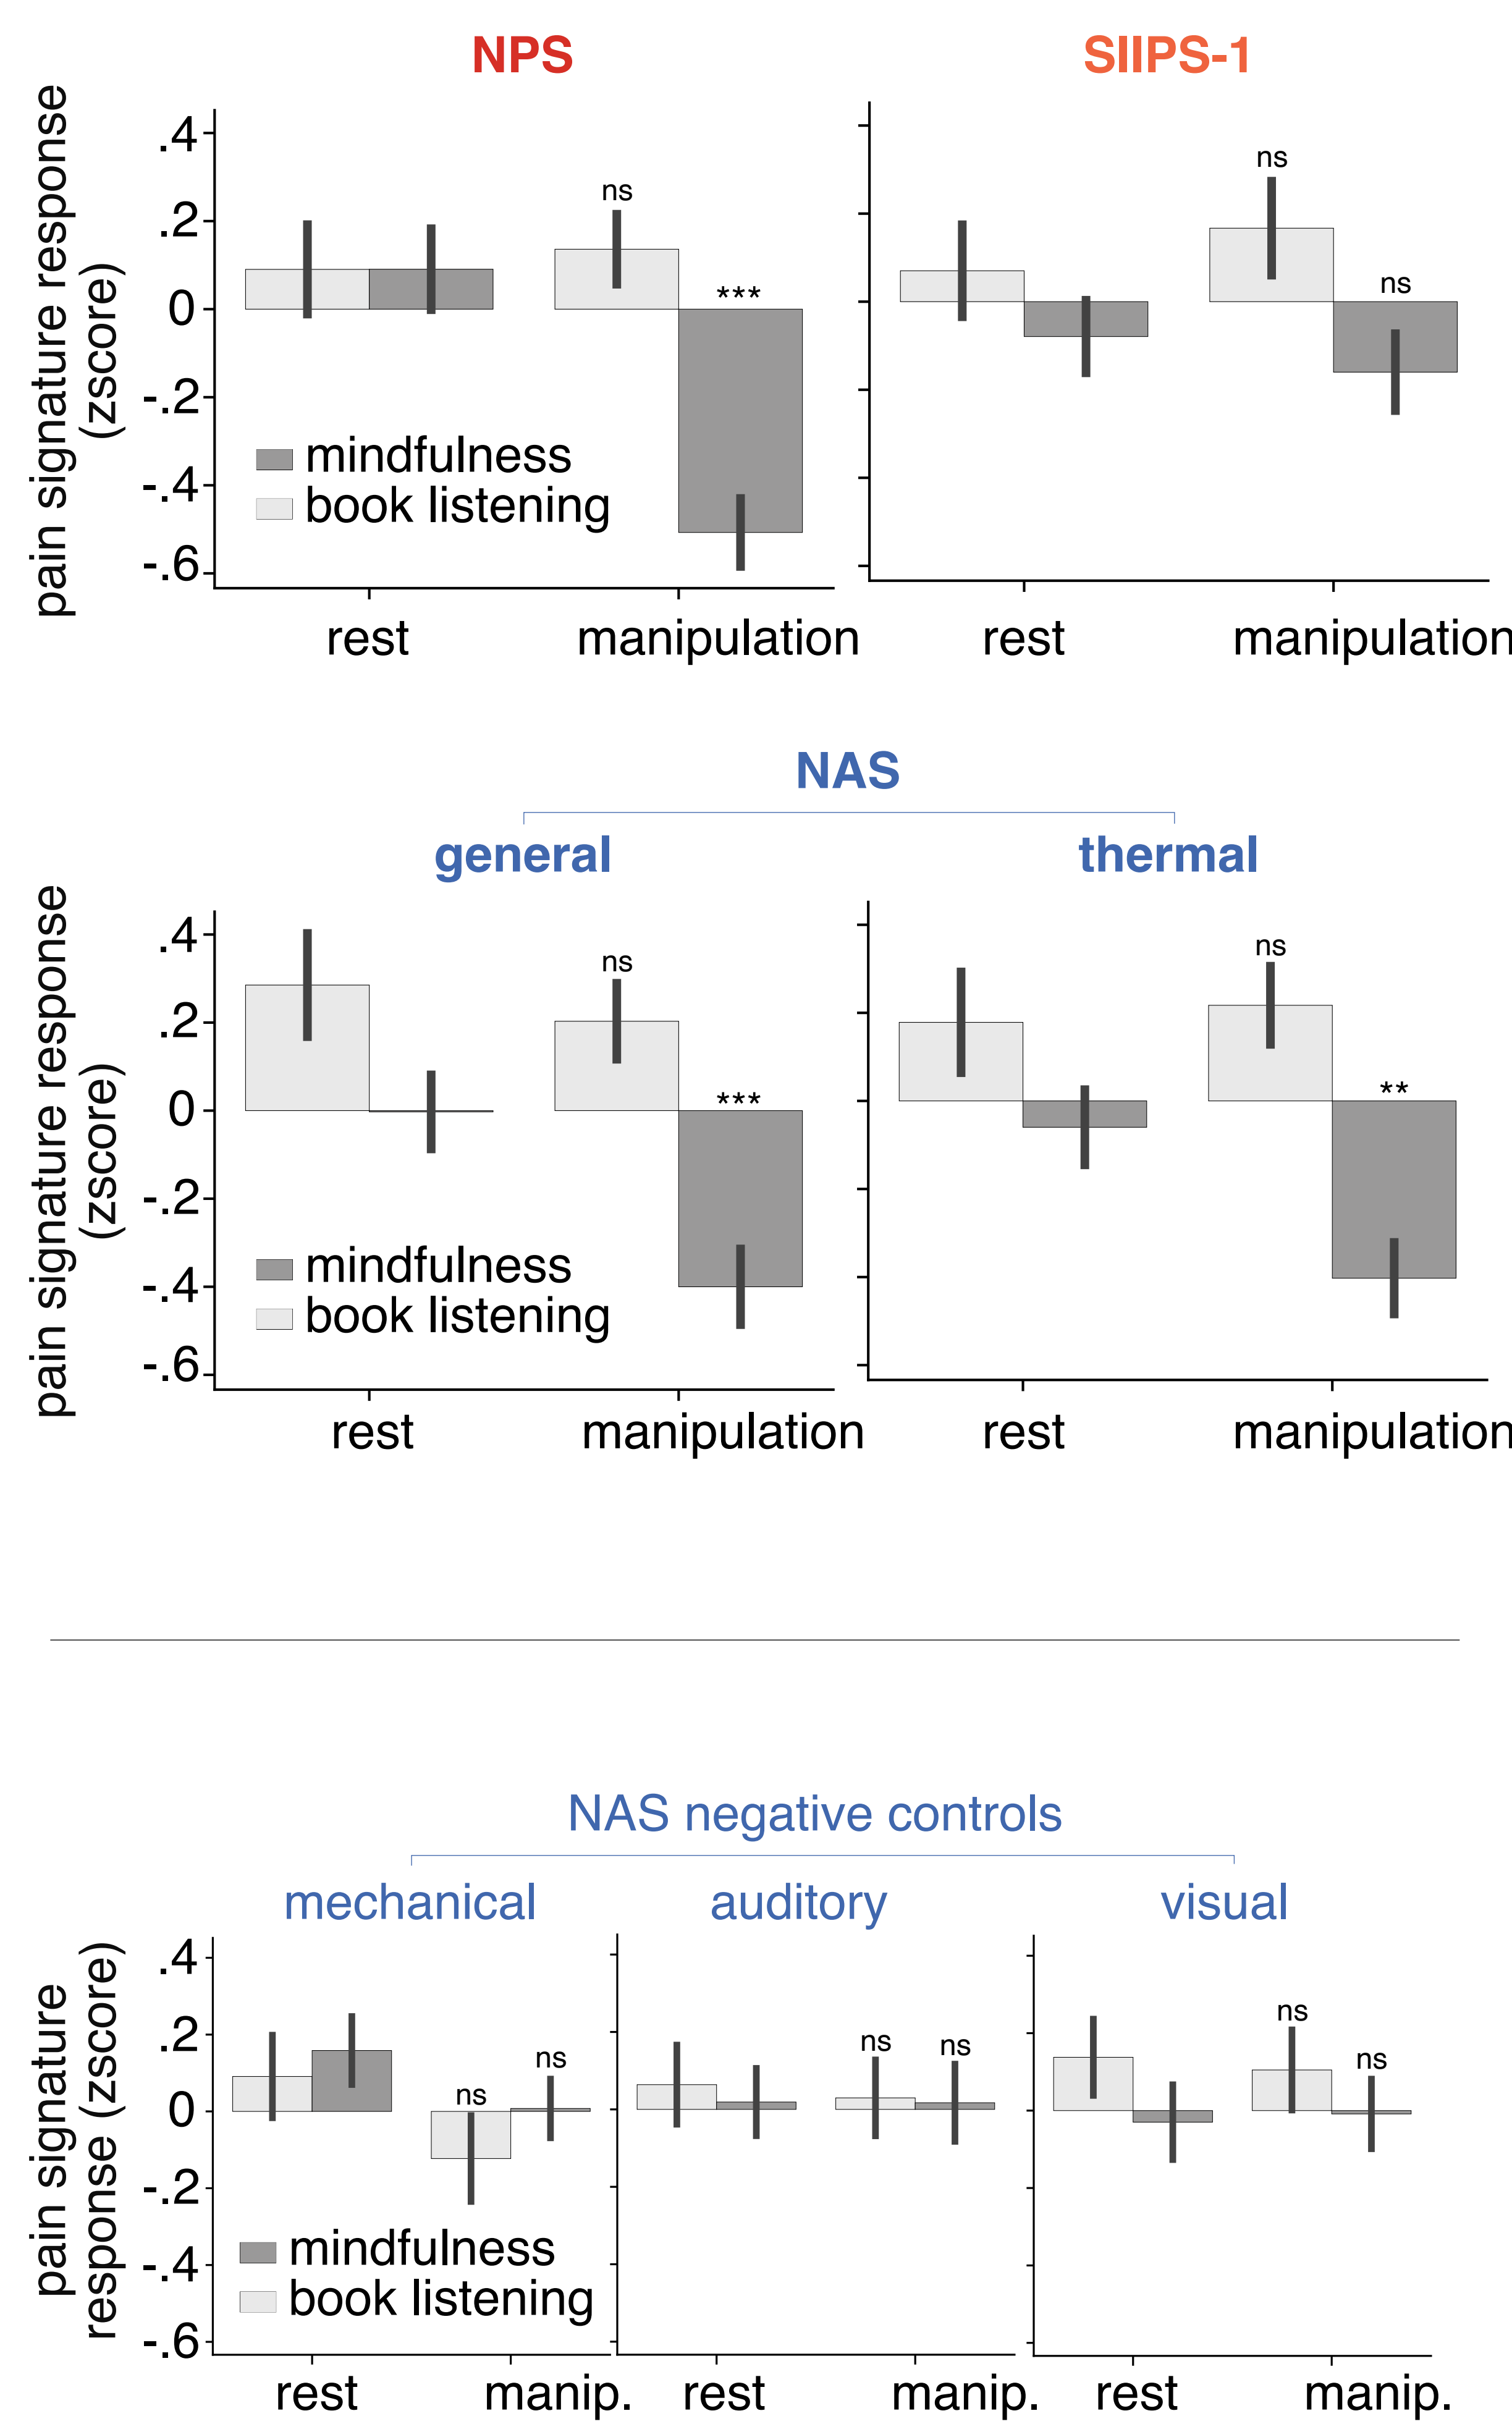 NPS
SIIPS-1
pain signature response
(zscore)
.4
.2
0
-.2
-.4
-.6
ns
***
ns
ns
mindfulness
book listening
rest
manipulation
rest
manipulation
NAS
general
thermal
pain signature response
(zscore)
.4
.2
0
-.2
-.4
-.6
ns
***
ns
**
mindfulness
book listening
rest
manipulation
rest
manipulation
NAS negative controls
mechanical
auditory
visual
pain signature
response (zscore)
.4
.2
0
-.2
-.4
-.6
ns
ns
ns
ns
ns
ns
mindfulness
book listening
rest
manip.
rest
manip.
rest
manip.